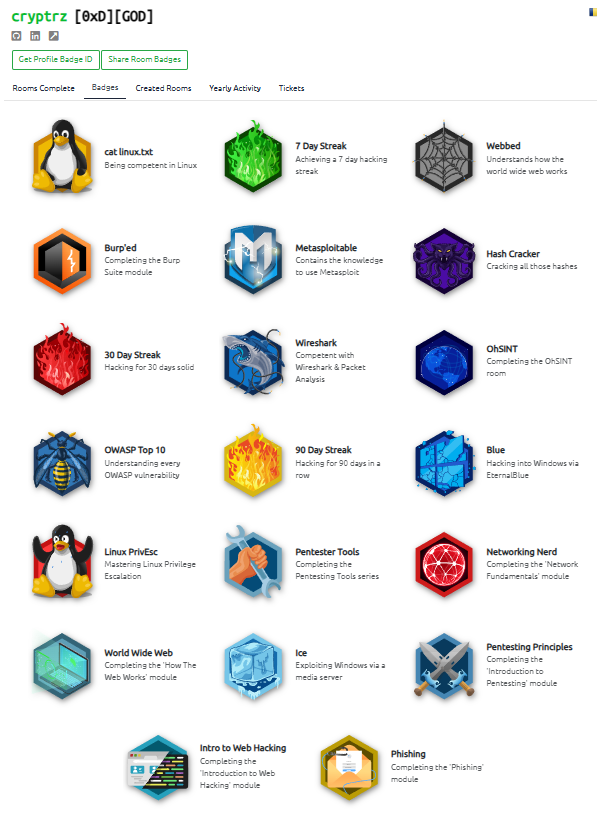 cryptrz [0xD][GOD]
Get Profile Badge ID Share Room Badges
Rooms Complete Badges Created Rooms Yearly Activity Tickets
cat linux.txt
Being competent in Linux
7 Day Streak
Achieving a 7 day hacking
streak
Webbed
Understands how the
world wide web works
Burp'ed
Completing the Burp
Suite module
Metasploitable
Contains the knowledge
to use Metasploit
Hash Cracker
Cracking all those hashes
30 Day Streak
Hacking for 30 days solid
Wireshark
Competent with
Wireshark & Packet
Analysis
OhSINT
Completing the OhSINT
room
OWASP Top 10
Understanding every
OWASP vulnerability
90 Day Streak
Hacking for 90 days in a
row
Blue
Hacking into Windows via
EternalBlue
Linux PrivEsc
Mastering Linux Privilege
Escalation
Pentester Tools
Completing the
Pentesting Tools series
Networking Nerd
Completing the 'Network
Fundamentals' module
World Wide Web
Completing the 'How The
Web Works' module
Ice
Exploiting Windows via a
media server
Pentesting Principles
Completing the
'Introduction to
Pentesting' module
Intro to Web Hacking
Completing the
'Introduction to Web
Hacking' module
Phishing
Completing the 'Phishing'
module